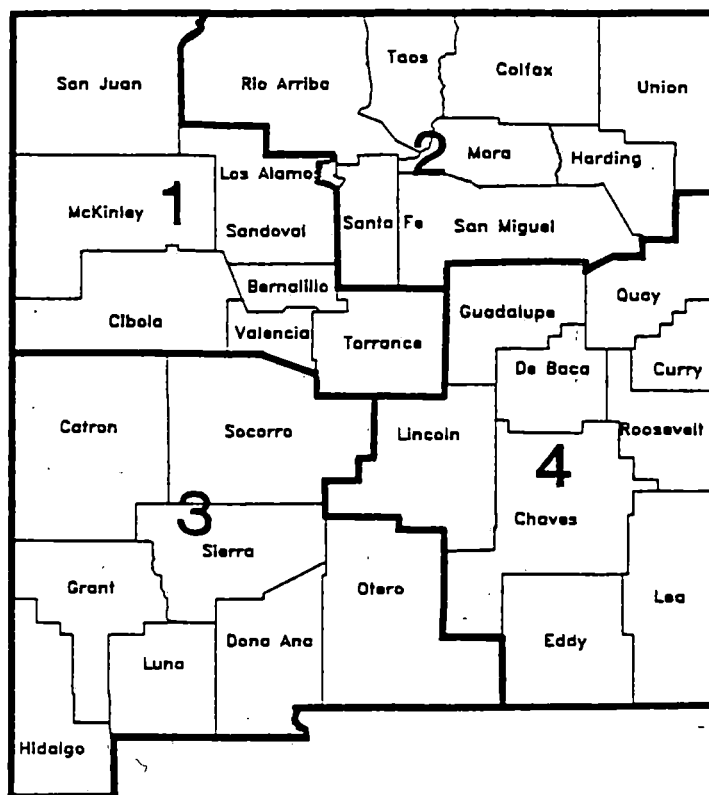 San Juan
Rio Arriba
Taos
Colfax
Union
2
Mora
Harding
Los Alamos
McKinley
1
Sandoval
Santa Fe
San Miguel
Bernalillo
Cibola
Valencia
Torrance
Guadalupe
Quay
De Baca
Curry
Catron
Socorro
Lincoln
Roosevelt
4
Chaves
3
Sierra
Grant
Otero
Lea
Dona Ana
Eddy
Luna
Hidalgo